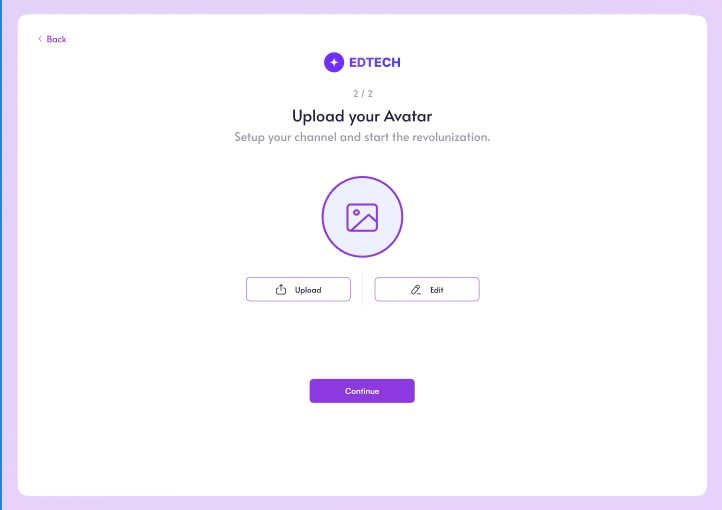 Back
EDTECH
2 / 2
Upload your Avatar
Setup your channel and start the revolunization.
Upload
Edit
Continue